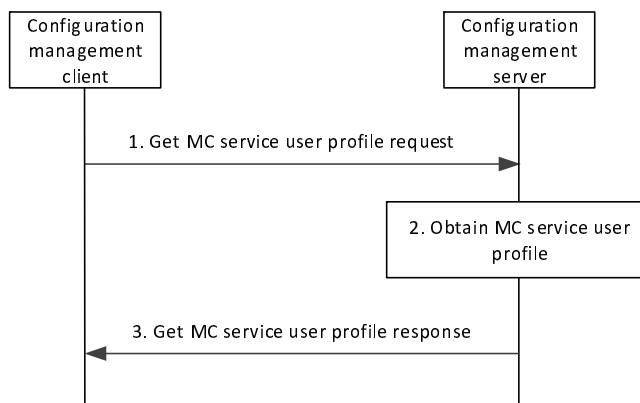 Configuration
management
client
Configuration
management
server
1. Get MC service user profile request
2. Obtain MC service user
profile
3. Get MC service user profile response